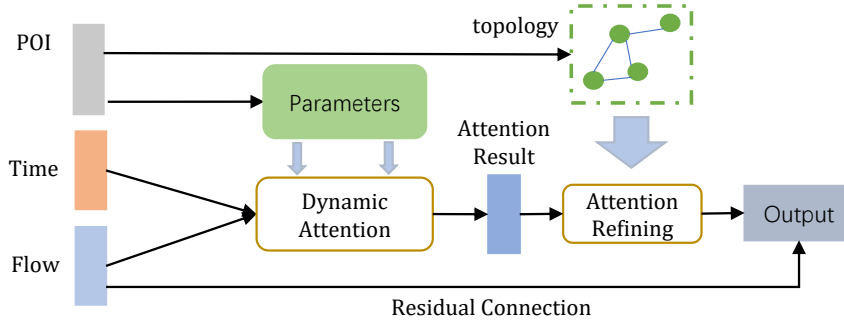 POI
topology
Parameters
Attention
Result
Time
Dynamic
Attention
Attention
Refining
Output
Flow
Residual Connection